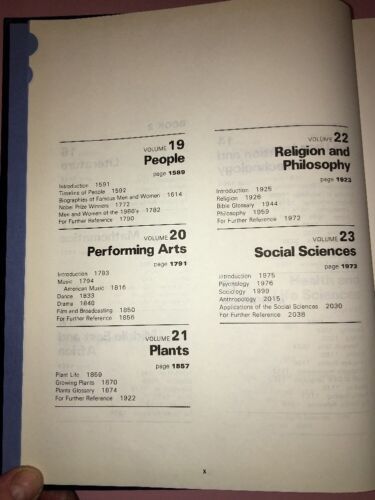 VOLUME 19
People
page 1589
Introduction 1591
Timeline of People 1592
Biographies of Famous Men and Women 1614
Nobel Prize Winners 1772
Men and Women of the 1980's 1782
For Further Reference 1790
VOLUME 20
Performing Arts
page 1791
Introduction 1793
Music 1794
American Music 1816
Dance 1833
Drama 1840
Film and Broadcasting 1850
For Further Reference 1856
VOLUME 21
Plants
page 1857
Plant Life 1859
Growing Plants 1870
Plants Glossary 1874
For Further Reference 1922
VOLUME 22
Religion and
Philosophy
page 1923
Introduction 1925
Religion 1926
Bible Glossary 1944
Philosophy 1959
For Further Reference 1972
VOLUME 23
Social Sciences
page 1973
Introduction 1975
Psychology 1976
Sociology 1999
Anthropology 2015
Applications of the Social Sciences 2030
For Further Reference 2038
x